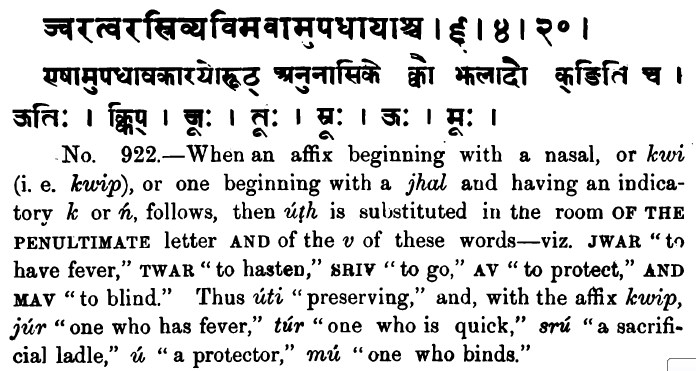 ज्वरत्वरस्रिव्यविमवामुपधायाश्च । ६ । ४ । २० ।
एषामुपधावकारयोरूठ् अनुनासिके क्वौ झलादौ क्ङिति च ।
ऊतिः । क्विप् । जूः । तूः । स्रूः । ऊः । मूः ।
No. 922.—When an affix beginning with a nasal, or kwi
(i. e. kwip), or one beginning with a jhal and having an indica-
tory k or ń, follows, then úṭh is substituted in the room OF THE
PENULTIMATE letter AND of the v of these words—viz. JWAR “to
have fever,” TWAR “to hasten,” SRIV “to go,” AV “to protect,” AND
MAV “to blind.” Thus úti “preserving,” and, with the affix kwip,
júr “one who has fever,” túr “one who is quick,” srú “a sacrifi-
cial ladle,” ú “a protector,” mú “one who binds.”